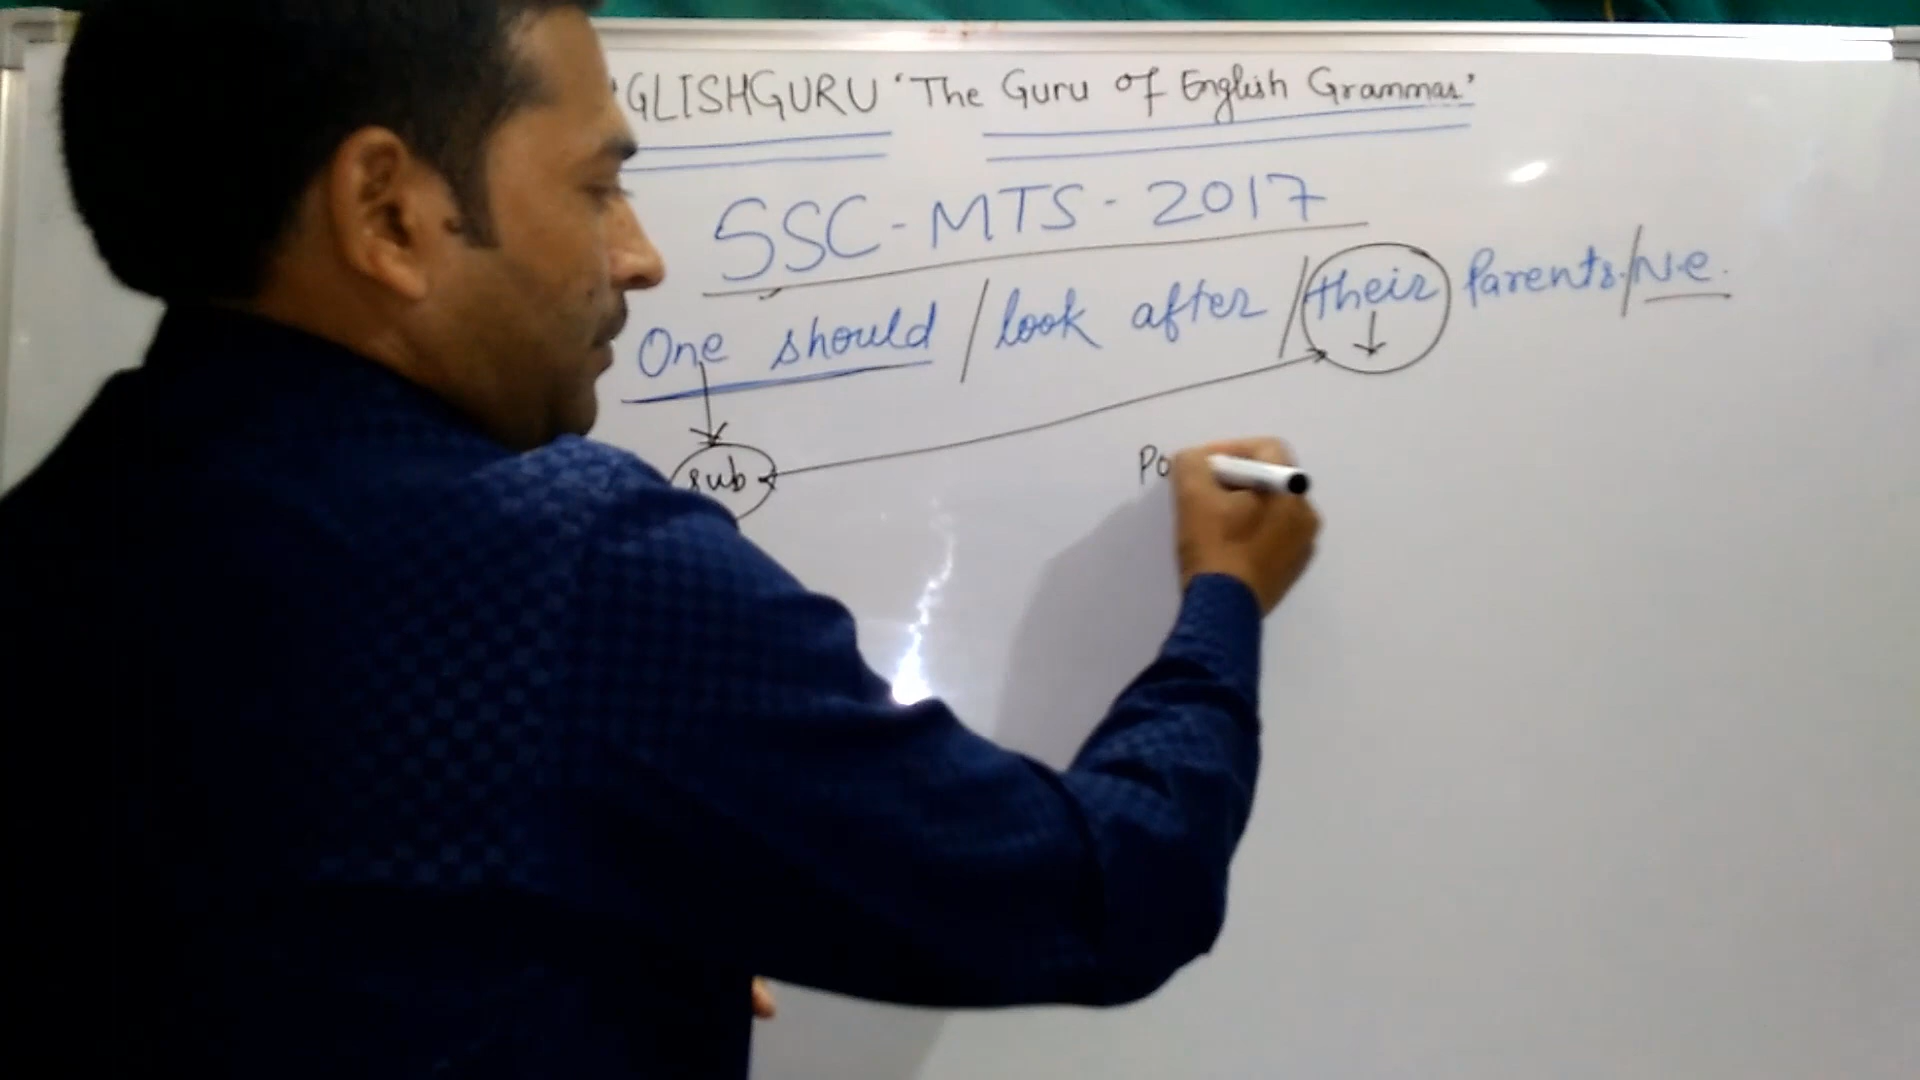 GLISHGURU 'The Guru of English Grammar'
SSC-MTS-2017
One should / look after / their Parents./N.e.
sub
Po